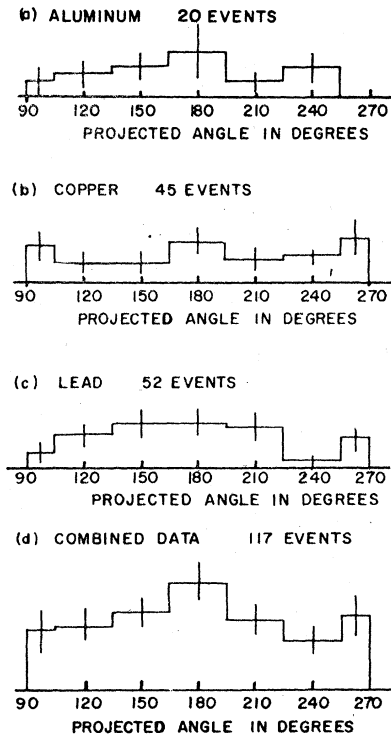 (a) ALUMINUM 20 EVENTS
90 120 150 180 210 240 270
PROJECTED ANGLE IN DEGREES
(b) COPPER 45 EVENTS
90 120 150 180 210 240 270
PROJECTED ANGLE IN DEGREES
(c) LEAD 52 EVENTS
90 120 150 180 210 240 270
PROJECTED ANGLE IN DEGREES
(d) COMBINED DATA 117 EVENTS
90 120 150 180 210 240 270
PROJECTED ANGLE IN DEGREES